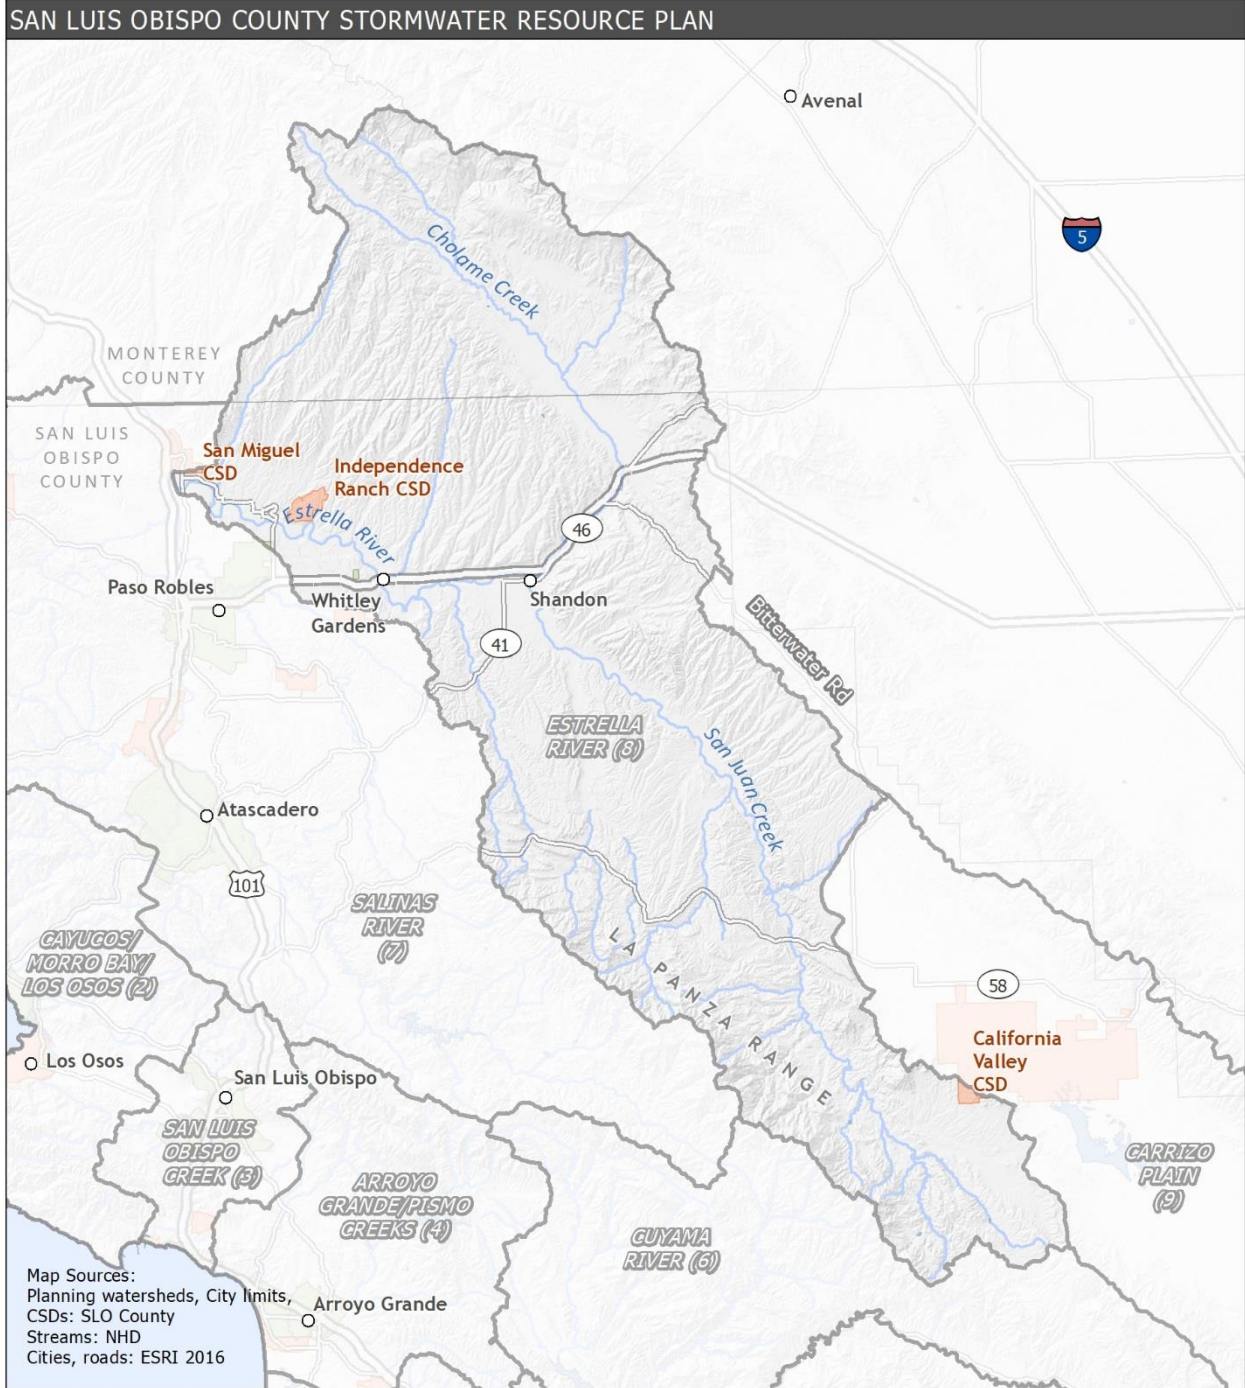 SAN LUIS OBISPO COUNTY STORMWATER RESOURCE PLAN
Avenal
5
Cholame Creek
MONTEREY
COUNTY
SAN LUIS
OBISPO
COUNTY
San Miguel
CSD
Independence
Ranch CSD
Estrella River
46
Paso Robles
Whitley
Gardens
Shandon
41
Bitterwater Rd
ESTRELLA
RIVER (8)
San Juan Creek
Atascadero
101
SALINAS
RIVER
(7)
CAYUCOS/
MORRO BAY/
LOS OSOS (2)
LA PANZA RANGE
58
California
Valley
CSD
Los Osos
San Luis Obispo
SAN LUIS
OBISPO
CREEK (3)
ARROYO
GRANDE/PISMO
CREEKS (4)
CARRIZO
PLAIN
(9)
CUYAMA
RIVER (6)
Arroyo Grande
Map Sources:
Planning watersheds, City limits,
CSDs: SLO County
Streams: NHD
Cities, roads: ESRI 2016